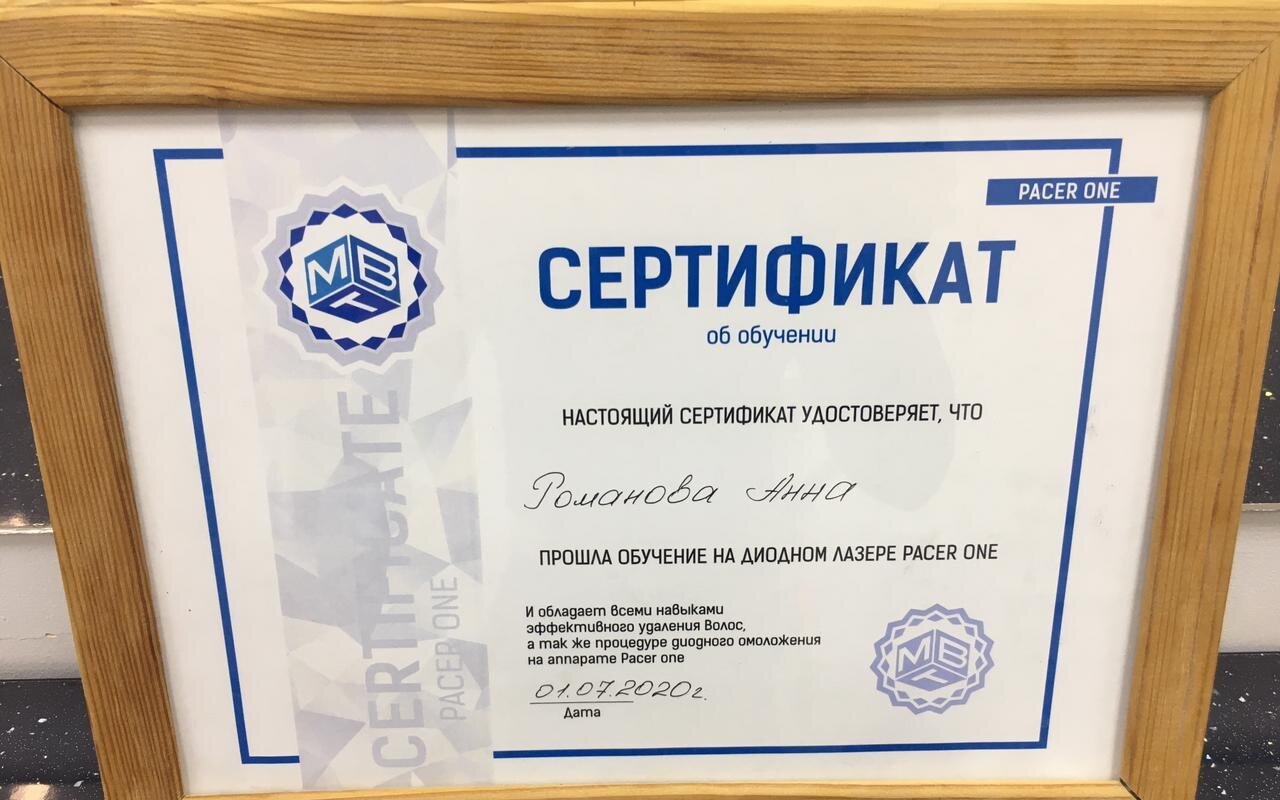 PACER ONE
МВТ
СЕРТИФИКАТ
об обучении
НАСТОЯЩИЙ СЕРТИФИКАТ УДОСТОВЕРЯЕТ, ЧТО
Романова Анна
ПРОШЛА ОБУЧЕНИЕ НА ДИОДНОМ ЛАЗЕРЕ PACER ONE
И обладает всеми навыками
эффективного удаления Волос,
а так же процедуре диодного омоложения
на аппарате Pacer one
01.07.2020г.
Дата
МВТ
CERTIFICATE
PACER ONE